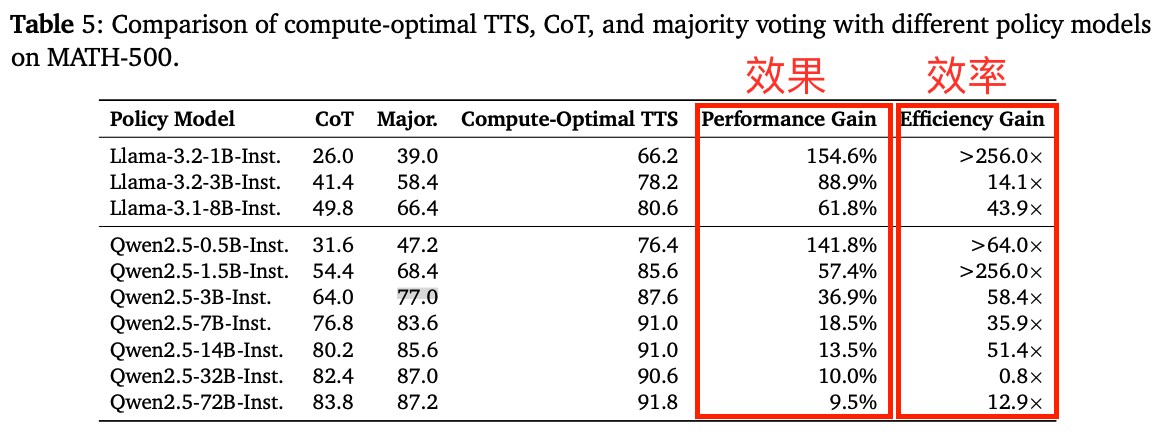 Table 5: Comparison of compute-optimal TTS, CoT, and majority voting with different policy models
on MATH-500.
效果 效率
Policy Model CoT Major. Compute-Optimal TTS Performance Gain Efficiency Gain
Llama-3.2-1B-Inst. 26.0 39.0 66.2 154.6% >256.0×
Llama-3.2-3B-Inst. 41.4 58.4 78.2 88.9% 14.1×
Llama-3.1-8B-Inst. 49.8 66.4 80.6 61.8% 43.9×
Qwen2.5-0.5B-Inst. 31.6 47.2 76.4 141.8% >64.0×
Qwen2.5-1.5B-Inst. 54.4 68.4 85.6 57.4% >256.0×
Qwen2.5-3B-Inst. 64.0 77.0 87.6 36.9% 58.4×
Qwen2.5-7B-Inst. 76.8 83.6 91.0 18.5% 35.9×
Qwen2.5-14B-Inst. 80.2 85.6 91.0 13.5% 51.4×
Qwen2.5-32B-Inst. 82.4 87.0 90.6 10.0% 0.8×
Qwen2.5-72B-Inst. 83.8 87.2 91.8 9.5% 12.9×